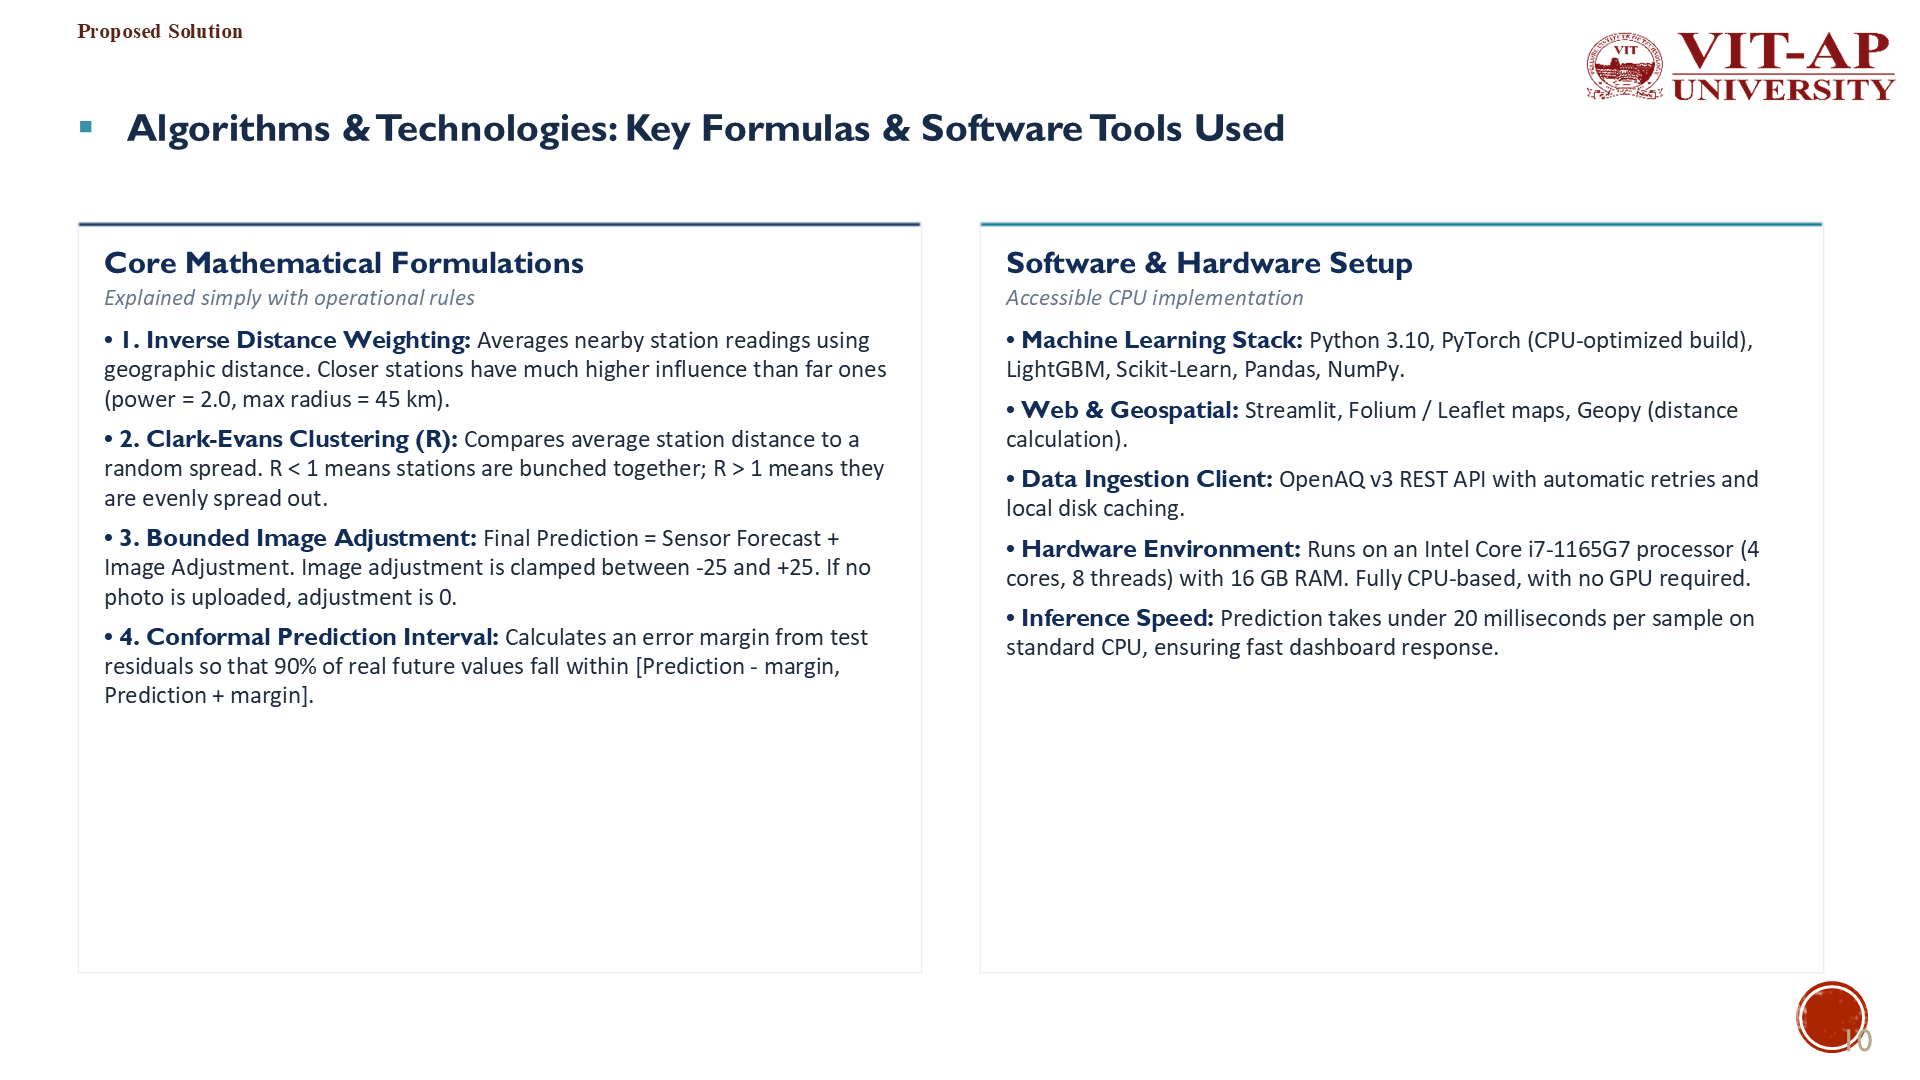 Proposed Solution
VIT
VIT-AP
UNIVERSITY
▪ Algorithms & Technologies: Key Formulas & Software Tools Used
Core Mathematical Formulations
Explained simply with operational rules
• 1. Inverse Distance Weighting: Averages nearby station readings using
geographic distance. Closer stations have much higher influence than far ones
(power = 2.0, max radius = 45 km).
• 2. Clark-Evans Clustering (R): Compares average station distance to a
random spread. R < 1 means stations are bunched together; R > 1 means they
are evenly spread out.
• 3. Bounded Image Adjustment: Final Prediction = Sensor Forecast +
Image Adjustment. Image adjustment is clamped between -25 and +25. If no
photo is uploaded, adjustment is 0.
• 4. Conformal Prediction Interval: Calculates an error margin from test
residuals so that 90% of real future values fall within [Prediction - margin,
Prediction + margin].
Software & Hardware Setup
Accessible CPU implementation
• Machine Learning Stack: Python 3.10, PyTorch (CPU-optimized build),
LightGBM, Scikit-Learn, Pandas, NumPy.
• Web & Geospatial: Streamlit, Folium / Leaflet maps, Geopy (distance
calculation).
• Data Ingestion Client: OpenAQ v3 REST API with automatic retries and
local disk caching.
• Hardware Environment: Runs on an Intel Core i7-1165G7 processor (4
cores, 8 threads) with 16 GB RAM. Fully CPU-based, with no GPU required.
• Inference Speed: Prediction takes under 20 milliseconds per sample on
standard CPU, ensuring fast dashboard response.
10